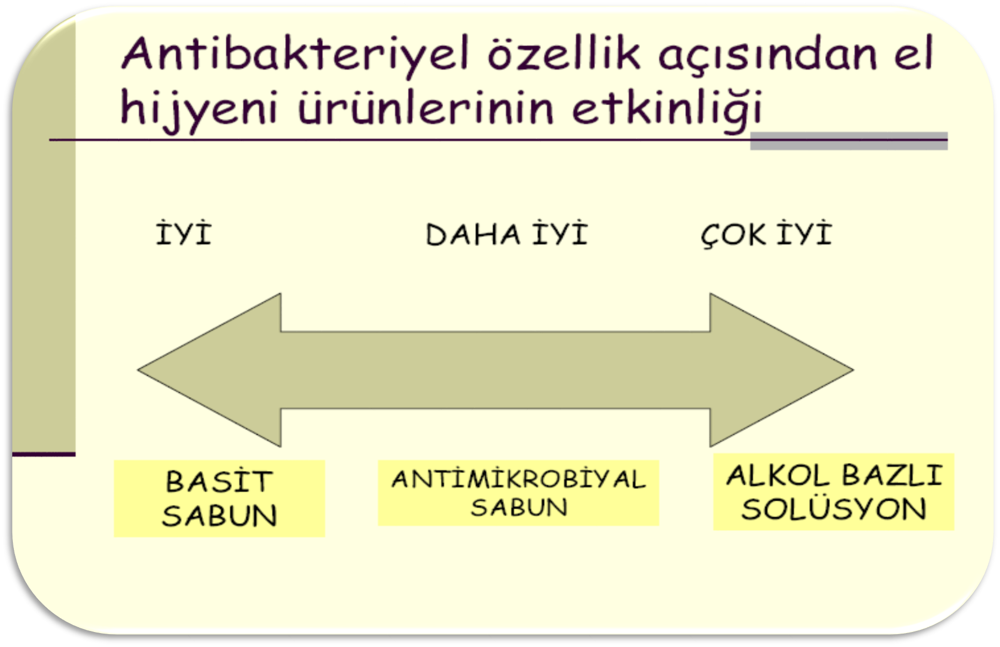 Antibakteriyel özellik açısından el
hijyeni ürünlerinin etkinliği
İYİ
DAHA İYİ
ÇOK İYİ
BASİT
SABUN
ANTİMİKROBİYAL
SABUN
ALKOL BAZLI
SOLÜSYON